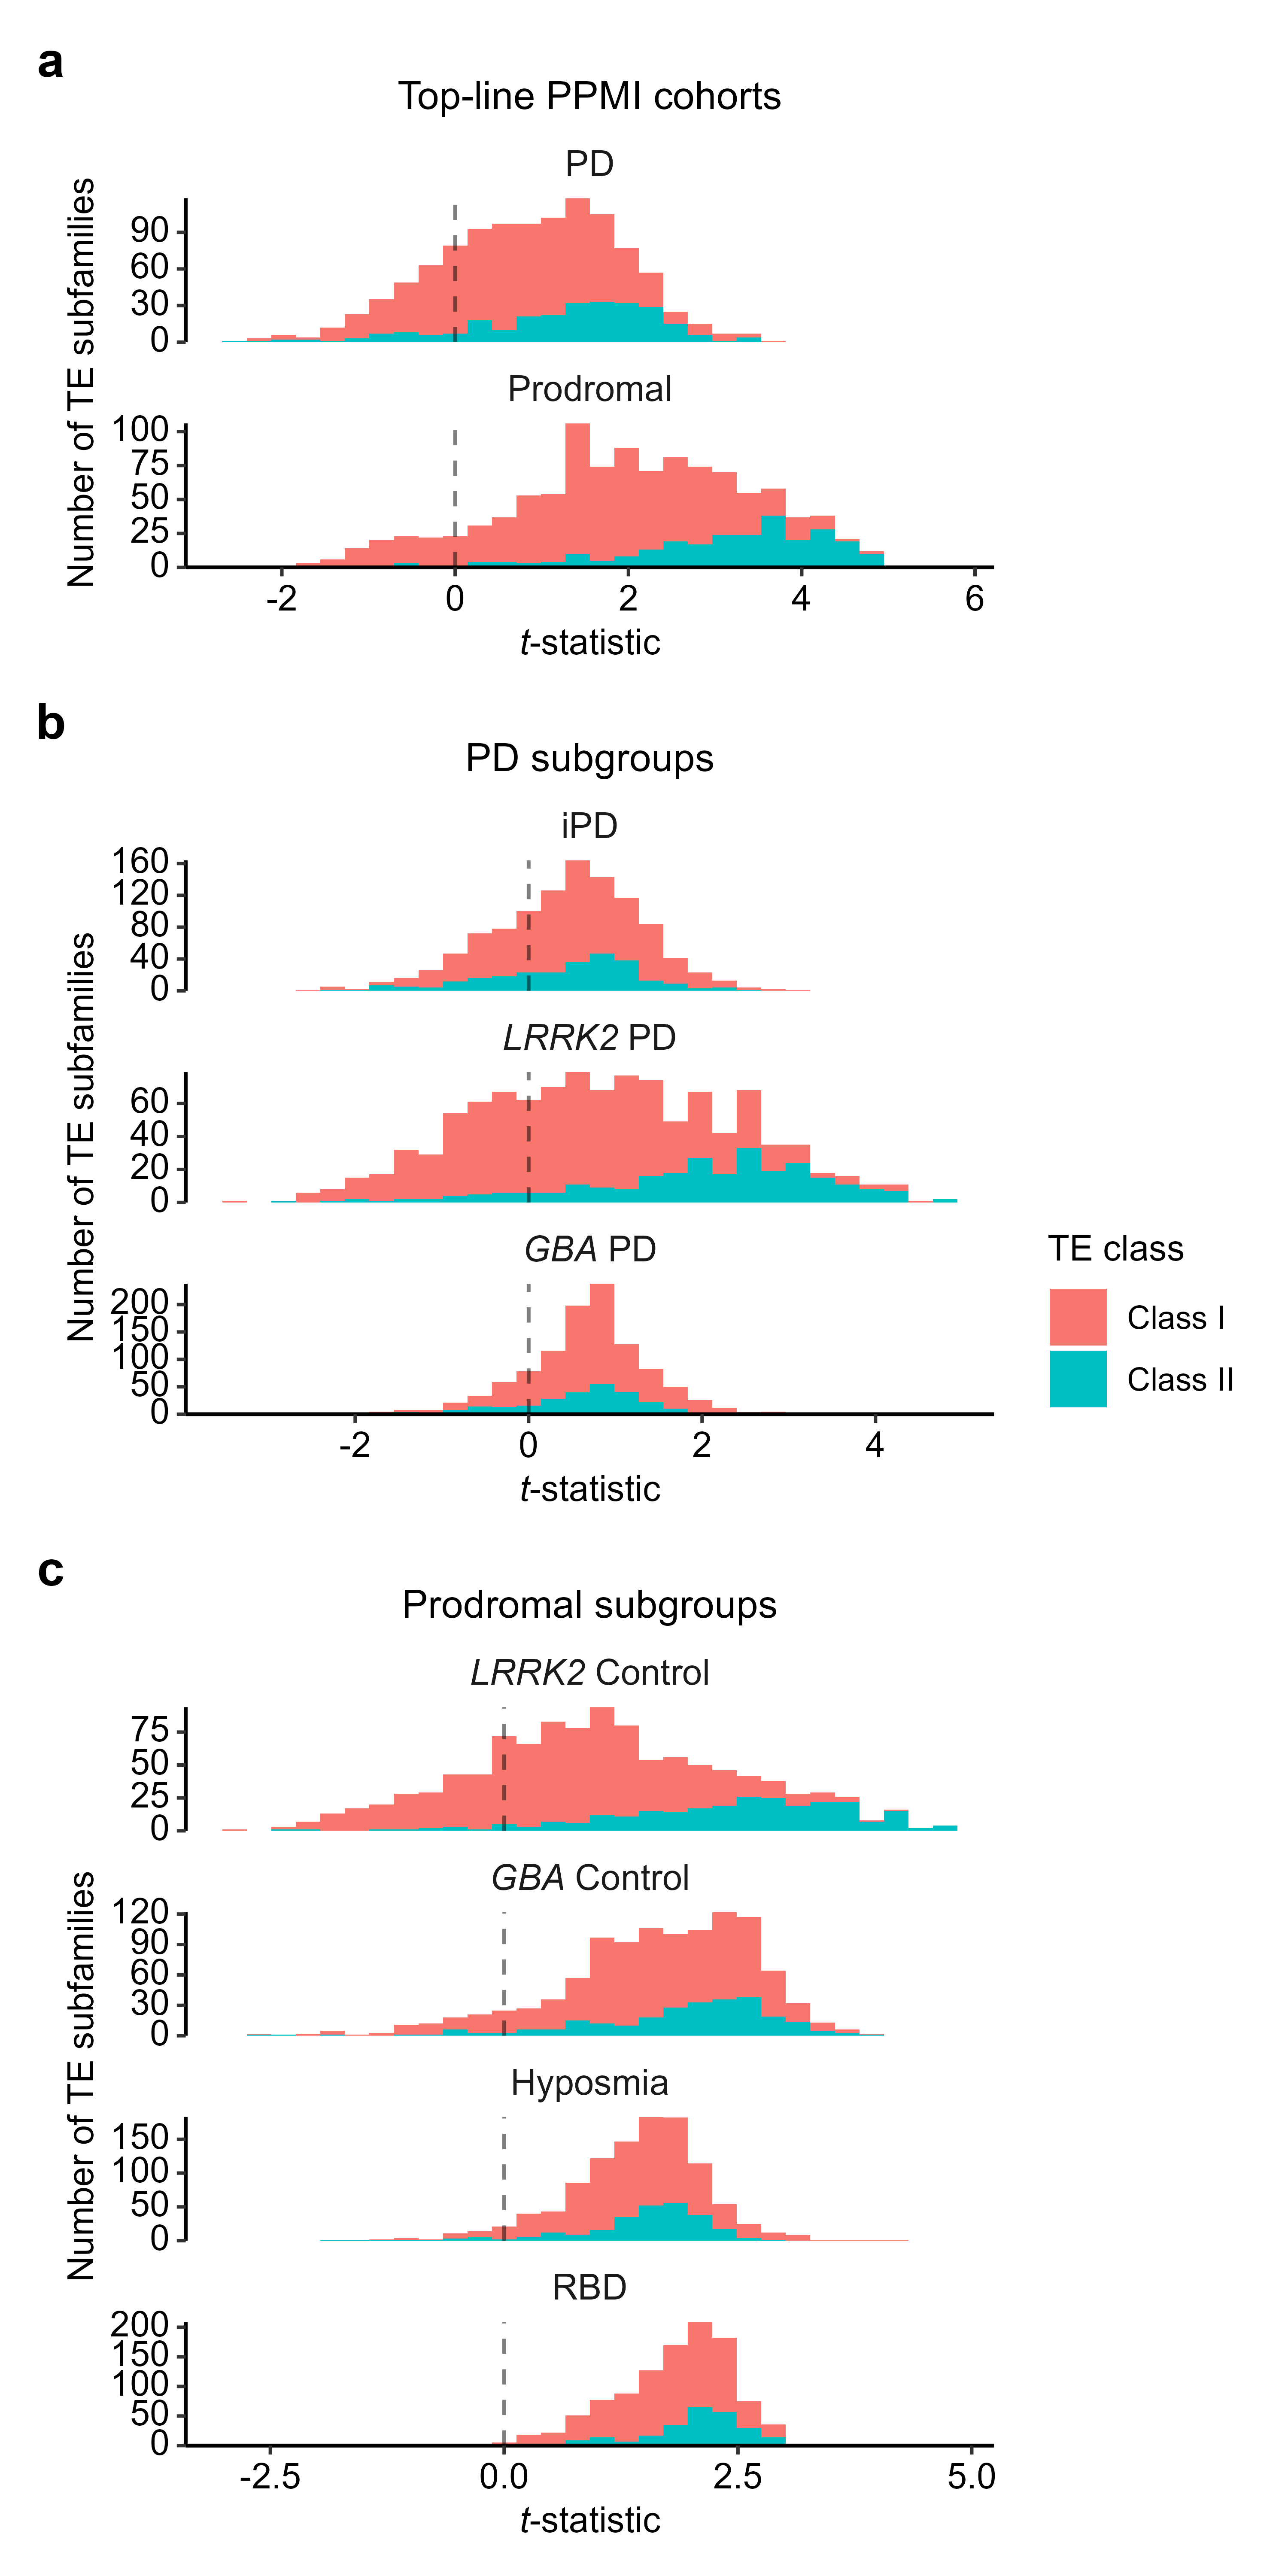 a
Top-line PPMI cohorts
PD
Number of TE subfamilies
90
60
30
0
Prodromal
100
75
50
25
0
-2 0 2 4 6
t-statistic
b
PD subgroups
iPD
Number of TE subfamilies
160
120
80
40
0
LRRK2 PD
60
40
20
0
GBA PD
200
150
100
50
0
-2 0 2 4
t-statistic
TE class
Class I
Class II
c
Prodromal subgroups
LRRK2 Control
Number of TE subfamilies
75
50
25
0
GBA Control
120
90
60
30
0
Hyposmia
150
100
50
0
RBD
200
150
100
50
0
-2.5 0.0 2.5 5.0
t-statistic